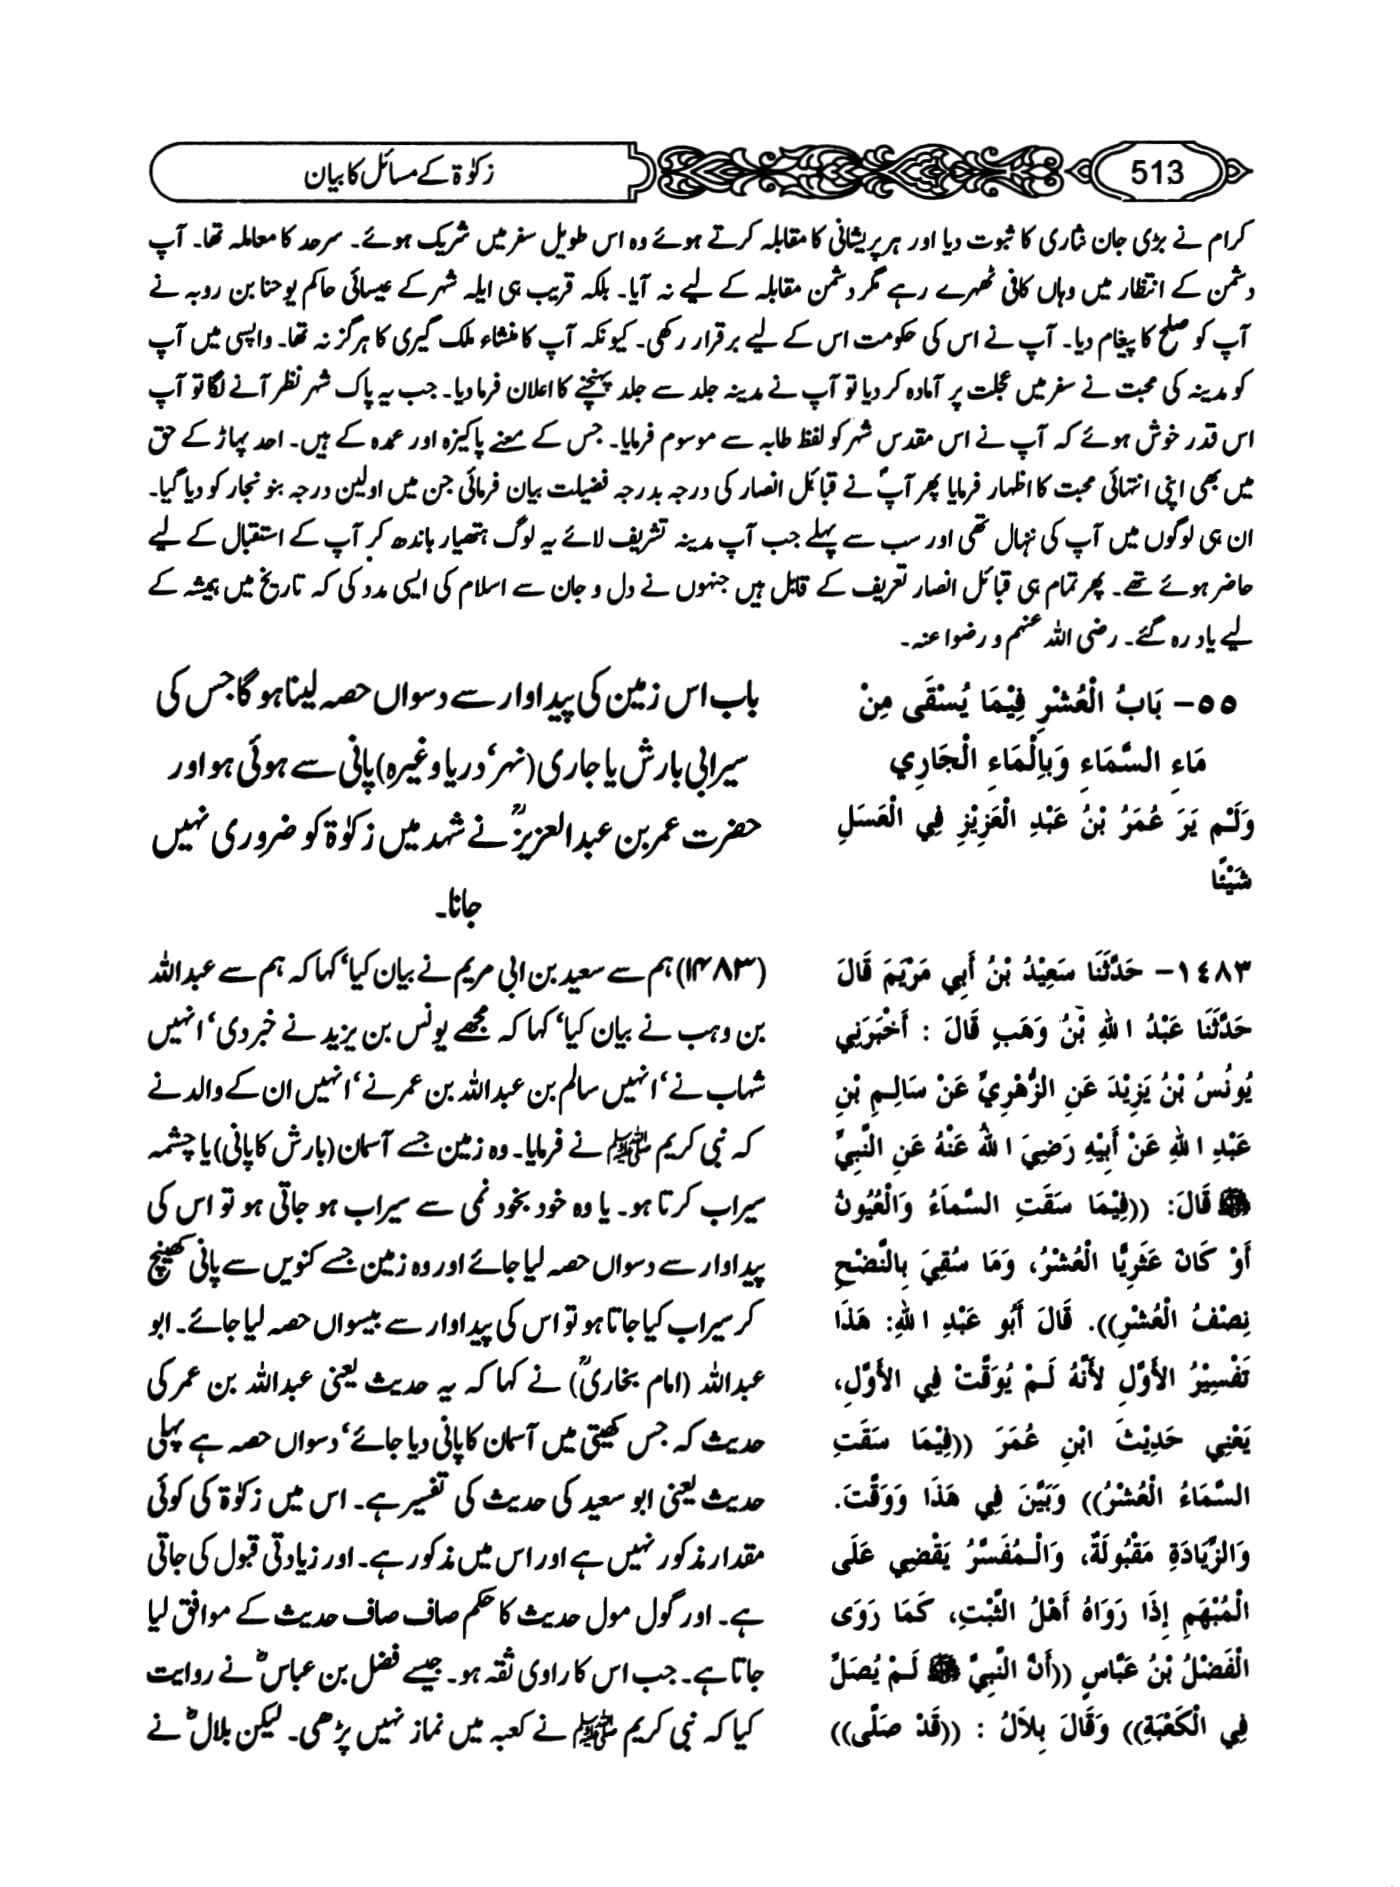 513
زکوٰۃ کے مسائل کا بیان
کرام نے بڑی جان نثاری کا ثبوت دیا اور ہر پریشانی کا مقابلہ کرتے ہوئے وہ اس طویل سفر میں شریک ہوئے۔ سرحد کا معاملہ تھا۔ آپ
دشمن کے انتظار میں وہاں کافی ٹھہرے رہے مگر دشمن مقابلہ کے لیے نہ آیا۔ بلکہ قریب ہی ایلہ شہر کے عیسائی حاکم یوحنا بن روبہ نے
آپ کو صلح کا پیغام دیا۔ آپ نے اس کی حکومت اس کے لیے برقرار رکھی۔ کیونکہ آپ کا منشاء ملک گیری کا ہرگز نہ تھا۔ واپسی میں آپ
کو مدینہ کی محبت نے سفر میں عجلت پر آمادہ کر دیا تو آپ نے مدینہ جلد سے جلد پہنچنے کا اعلان فرما دیا۔ جب یہ پاک شہر نظر آنے لگا تو آپ
اس قدر خوش ہوئے کہ آپ نے اس مقدس شہر کو لفظ طابہ سے موسوم فرمایا۔ جس کے معنے پاکیزہ اور عمدہ کے ہیں۔ احد پہاڑ کے حق
میں بھی اپنی انتہائی محبت کا اظہار فرمایا پھر آپؐ نے قبائل انصار کی درجہ بدرجہ فضیلت بیان فرمائی جن میں اولین درجہ بنو نجار کو دیا گیا۔
ان ہی لوگوں میں آپ کی ننہال تھی اور سب سے پہلے جب آپ مدینہ تشریف لائے یہ لوگ ہتھیار باندھ کر آپ کے استقبال کے لیے
حاضر ہوئے تھے۔ پھر تمام ہی قبائل انصار تعریف کے قابل ہیں جنہوں نے دل و جان سے اسلام کی ایسی مدد کی کہ تاریخ میں ہمیشہ کے
لیے یاد رہ گئے۔ رضی اللہ عنہم و رضوا عنہ۔
٥٥- بَابُ الْعُشْرِ فِيْمَا يُسْقَى مِنْ
مَاءِ السَّمَاءِ وَبِالْمَاءِ الْجَارِي
وَلَمْ يَرَ عُمَرُ بْنُ عَبْدِ الْعَزِيْزِ فِي الْعَسَلِ
شَيْئًا
باب اس زمین کی پیداوار سے دسواں حصہ لینا ہو گا جس کی
سیرابی بارش یا جاری (نہر‘ دریا وغیرہ) پانی سے ہوئی ہو اور
حضرت عمر بن عبدالعزیزؒ نے شہد میں زکوٰۃ کو ضروری نہیں
جانا۔
١٤٨٣- حَدَّثَنَا سَعِيْدُ بْنُ أَبِي مَرْيَمَ قَالَ
حَدَّثَنَا عَبْدُ اللهِ بْنُ وَهَبٍ قَالَ : أَخْبَرَنِي
يُونُسُ بْنُ يَزِيْدَ عَنِ الزُّهْرِيِّ عَنْ سَالِمِ بْنِ
عَبْدِ اللهِ عَنْ أَبِيْهِ رَضِيَ اللهُ عَنْهُ عَنِ النَّبِيِّ
ﷺ قَالَ: ((فِيْمَا سَقَتِ السَّمَاءُ وَالْعُيُونُ
أَوْ كَانَ عَثَرِيًّا الْعُشْرُ، وَمَا سُقِيَ بِالنَّضْحِ
نِصْفُ الْعُشْرِ)). قَالَ أَبُو عَبْدِ اللهِ: هَذَا
تَفْسِيْرُ الأَوَّلِ لأَنَّهُ لَمْ يُوَقَّتْ فِي الأَوَّلِ،
يَعْنِي حَدِيْثَ ابْنِ عُمَرَ ((فِيْمَا سَقَتِ
السَّمَاءُ الْعُشْرُ)) وَبَيَّنَ فِي هَذَا وَوَقَّتَ.
وَالزِّيَادَةِ مَقْبُولَةٌ، وَالْمُفَسَّرُ يَقْضِي عَلَى
الْمُبْهَمِ إِذَا رَوَاهُ أَهْلُ الثَّبْتِ، كَمَا رَوَى
الْفَضْلُ بْنُ عَبَّاسٍ ((أَنَّ النَّبِيَّ ﷺ لَمْ يُصَلِّ
فِي الْكَعْبَةِ)) وَقَالَ بِلاَلٌ : ((قَدْ صَلَّى))
(۱۴۸۳) ہم سے سعید بن ابی مریم نے بیان کیا‘ کہا کہ ہم سے عبداللہ
بن وہب نے بیان کیا‘ کہا کہ مجھے یونس بن یزید نے خبر دی‘ انہیں
شہاب نے‘ انہیں سالم بن عبداللہ بن عمر نے‘ انہیں ان کے والد نے
کہ نبی کریم ﷺ نے فرمایا۔ وہ زمین جسے آسمان (بارش کا پانی) یا چشمہ
سیراب کرتا ہو۔ یا وہ خود بخود نمی سے سیراب ہو جاتی ہو تو اس کی
پیداوار سے دسواں حصہ لیا جائے اور وہ زمین جسے کنویں سے پانی کھینچ
کر سیراب کیا جاتا ہو تو اس کی پیداوار سے بیسواں حصہ لیا جائے۔ ابو
عبداللہ (امام بخاریؒ) نے کہا کہ یہ حدیث یعنی عبداللہ بن عمر کی
حدیث کہ جس کھیتی میں آسمان کا پانی دیا جائے‘ دسواں حصہ ہے پہلی
حدیث یعنی ابو سعید کی حدیث کی تفسیر ہے۔ اس میں زکوٰۃ کی کوئی
مقدار مذکور نہیں ہے اور اس میں مذکور ہے۔ اور زیادتی قبول کی جاتی
ہے۔ اور گول مول حدیث کا حکم صاف صاف حدیث کے موافق لیا
جاتا ہے۔ جب اس کا راوی ثقہ ہو۔ جیسے فضل بن عباسؓ نے روایت
کیا کہ نبی کریم ﷺ نے کعبہ میں نماز نہیں پڑھی۔ لیکن بلالؓ نے